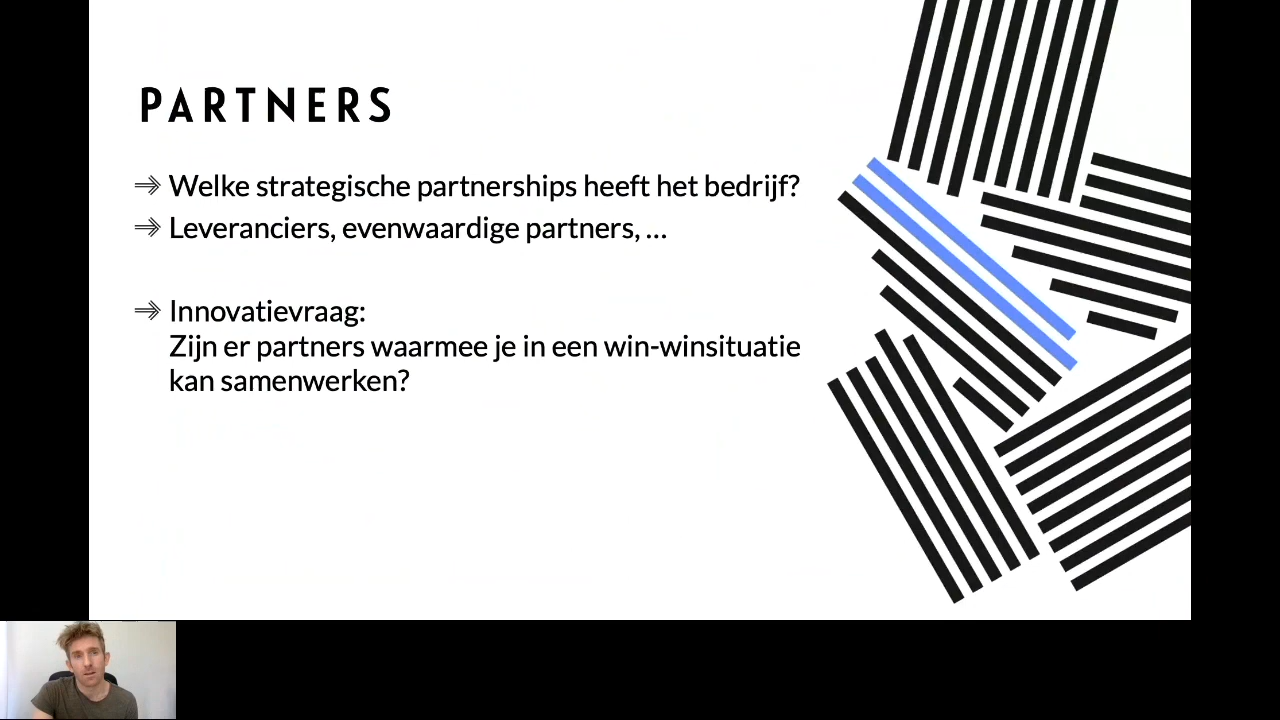 PARTNERS
⇒ Welke strategische partnerships heeft het bedrijf?
⇒ Leveranciers, evenwaardige partners, …
⇒ Innovatievraag:
Zijn er partners waarmee je in een win-winsituatie
kan samenwerken?